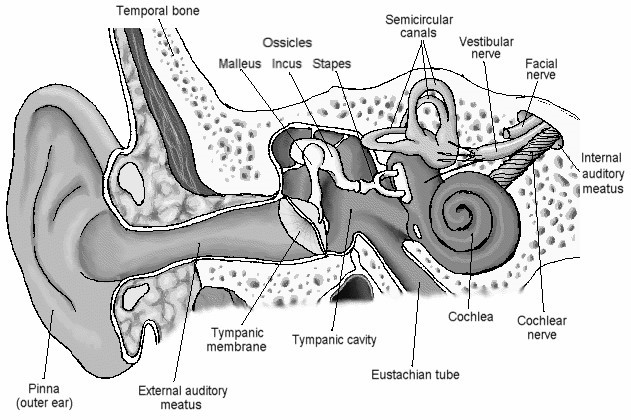 Temporal bone
Ossicles
Malleus Incus Stapes
Semicircular
canals
Vestibular
nerve
Facial
nerve
Internal
auditory
meatus
Cochlea
Cochlear
nerve
Tympanic
membrane
Tympanic cavity
Eustachian tube
Pinna
(outer ear)
External auditory
meatus